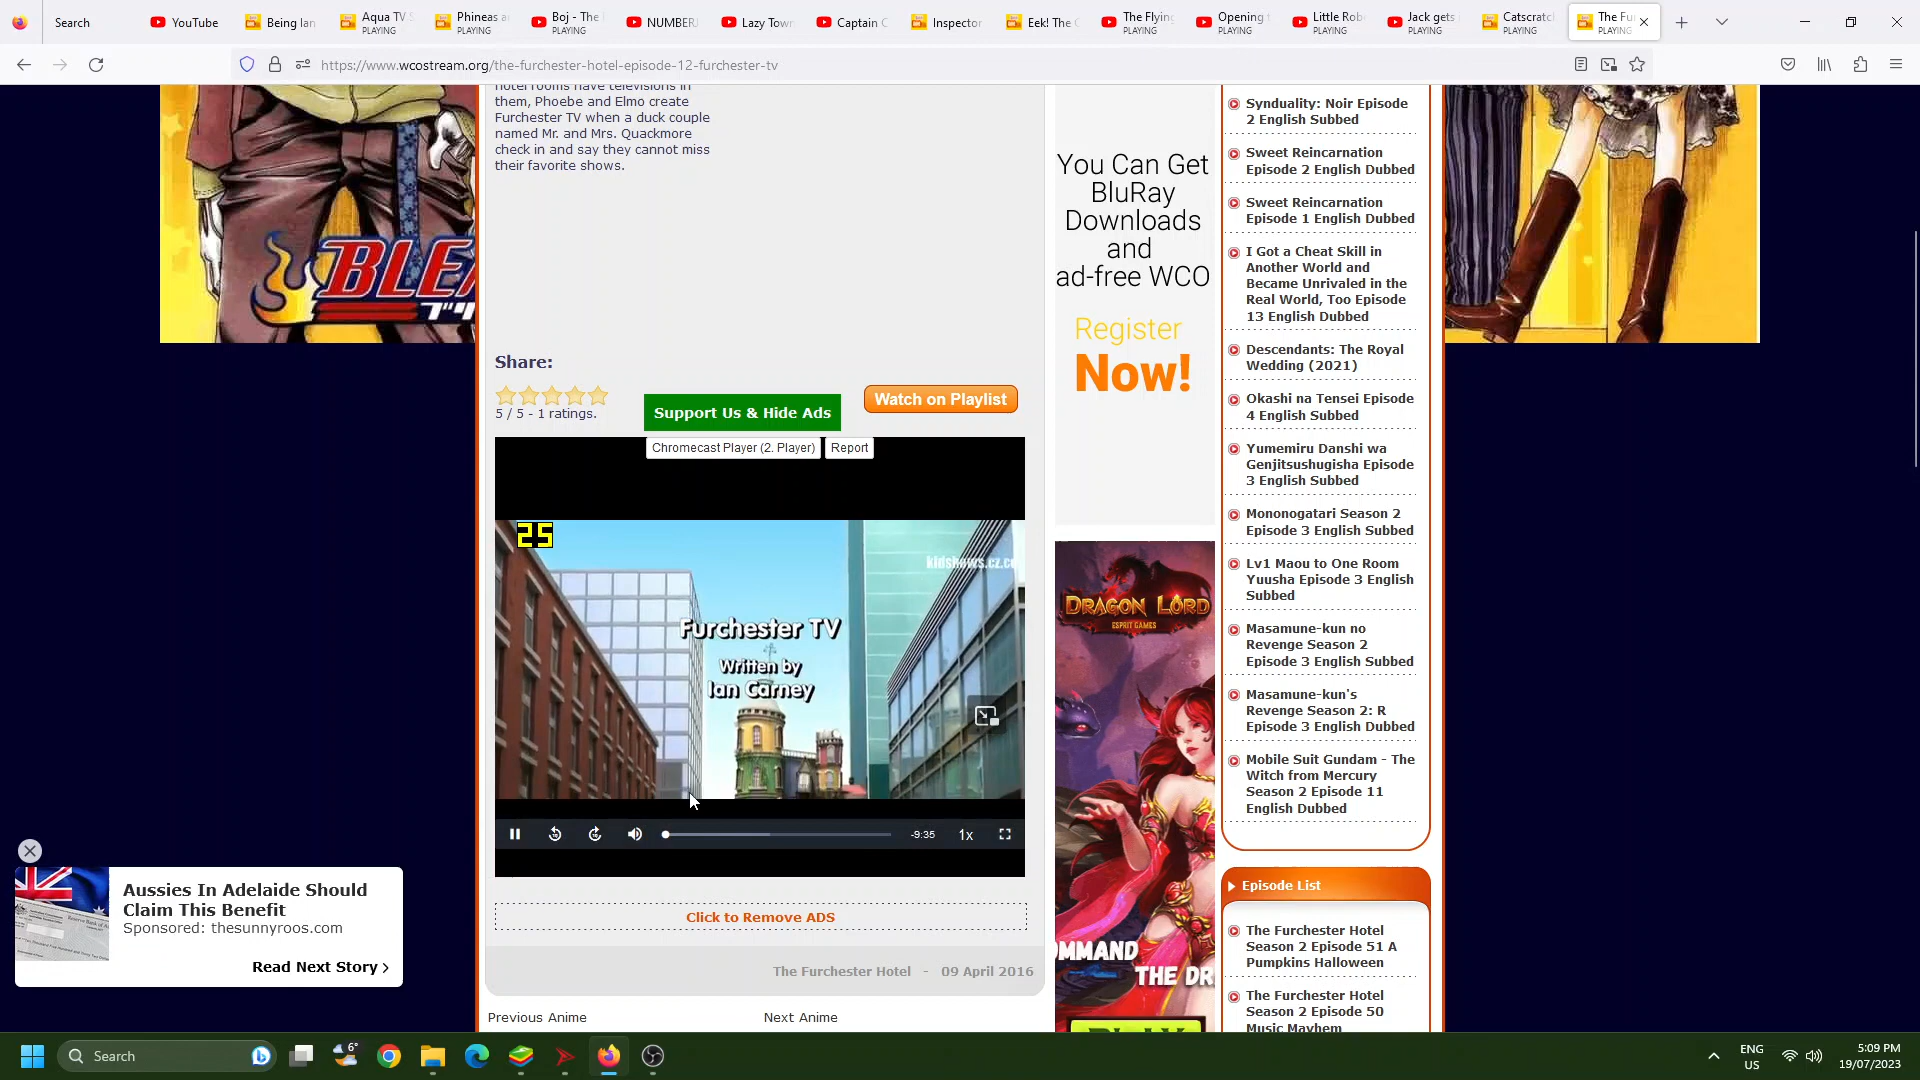 Search
YouTube
Being Ian
Aqua TV S
PLAYING
Phineas a
PLAYING
Boj - The
PLAYING
NUMBER
Lazy Town
Captain C
Inspector
Eek! The C
The Flying
PLAYING
Opening t
PLAYING
Little Rob
PLAYING
Jack gets
PLAYING
Catscratch
PLAYING
The Fu
PLAYING
https://www.wcostream.org/the-furchester-hotel-episode-12-furchester-tv
hotel rooms have televisions in
them, Phoebe and Elmo create
Furchester TV when a duck couple
named Mr. and Mrs. Quackmore
check in and say they cannot miss
their favorite shows.
BLEA
Share:
5 / 5 - 1 ratings.
Support Us & Hide Ads
Watch on Playlist
Chromecast Player (2. Player)
Report
25
kidshows.cz.co
Furchester TV
Written by
Ian Carney
10
10
-9:35
1x
Click to Remove ADS
The Furchester Hotel - 09 April 2016
Previous Anime
Next Anime
You Can Get
BluRay
Downloads
and
ad-free WCO
Register
Now!
DRAGON LORD
ESPRIT GAMES
OMMAND
THE DR
Synduality: Noir Episode
2 English Subbed
Sweet Reincarnation
Episode 2 English Dubbed
Sweet Reincarnation
Episode 1 English Dubbed
I Got a Cheat Skill in
Another World and
Became Unrivaled in the
Real World, Too Episode
13 English Dubbed
Descendants: The Royal
Wedding (2021)
Okashi na Tensei Episode
4 English Subbed
Yumemiru Danshi wa
Genjitsushugisha Episode
3 English Subbed
Mononogatari Season 2
Episode 3 English Subbed
Lv1 Maou to One Room
Yuusha Episode 3 English
Subbed
Masamune-kun no
Revenge Season 2
Episode 3 English Subbed
Masamune-kun's
Revenge Season 2: R
Episode 3 English Dubbed
Mobile Suit Gundam - The
Witch from Mercury
Season 2 Episode 11
English Dubbed
Episode List
The Furchester Hotel
Season 2 Episode 51 A
Pumpkins Halloween
The Furchester Hotel
Season 2 Episode 50
Music Mayhem
Aussies In Adelaide Should
Claim This Benefit
Sponsored: thesunnyroos.com
Read Next Story
Search
6°
ENG
US
5:09 PM
19/07/2023